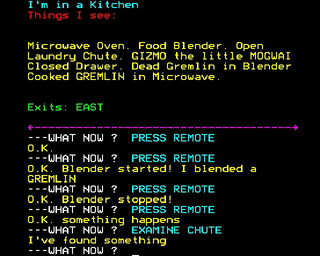 I'm in a Kitchen
Things I see:
Microwave Oven. Food Blender. Open
Laundry Chute. GIZMO the little MOGWAI
Closed Drawer. Dead Gremlin in Blender
Cooked GREMLIN in Microwave.
Exits: EAST
---WHAT NOW ? PRESS REMOTE
O.K.
---WHAT NOW ? PRESS REMOTE
O.K. Blender started! I blended a
GREMLIN
---WHAT NOW ? PRESS REMOTE
O.K. Blender stopped!
---WHAT NOW ? PRESS REMOTE
O.K. something happens
---WHAT NOW ? EXAMINE CHUTE
I've found something
---WHAT NOW ?